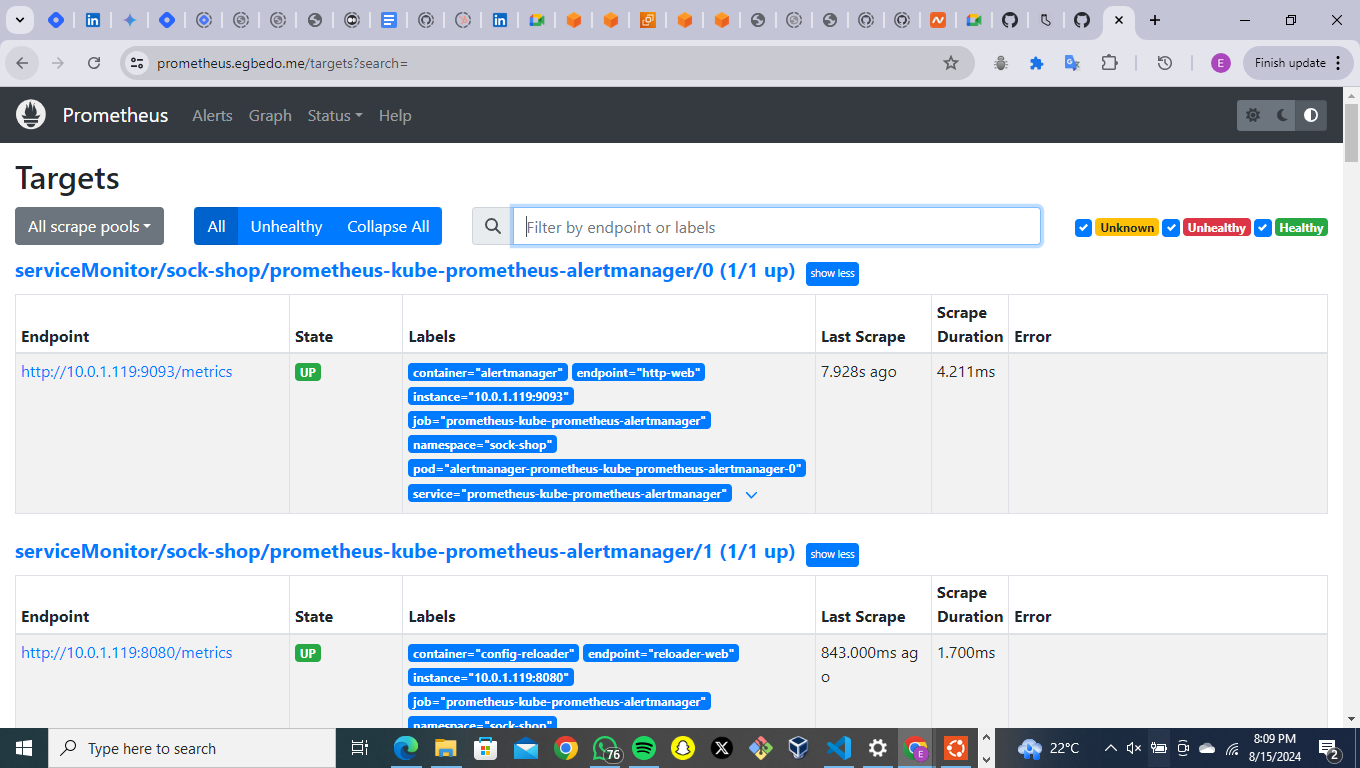 prometheus.egbedo.me/targets?search=
E
Finish update
Prometheus
Alerts
Graph
Status
Help
Targets
All scrape pools
All
Unhealthy
Collapse All
Filter by endpoint or labels
Unknown
Unhealthy
Healthy
serviceMonitor/sock-shop/prometheus-kube-prometheus-alertmanager/0 (1/1 up)
show less
Endpoint
State
Labels
Last Scrape
Scrape
Duration
Error
http://10.0.1.119:9093/metrics
UP
container="alertmanager" endpoint="http-web"
instance="10.0.1.119:9093"
job="prometheus-kube-prometheus-alertmanager"
namespace="sock-shop"
pod="alertmanager-prometheus-kube-prometheus-alertmanager-0"
service="prometheus-kube-prometheus-alertmanager"
7.928s ago
4.211ms
serviceMonitor/sock-shop/prometheus-kube-prometheus-alertmanager/1 (1/1 up)
show less
Endpoint
State
Labels
Last Scrape
Scrape
Duration
Error
http://10.0.1.119:8080/metrics
UP
container="config-reloader" endpoint="reloader-web"
instance="10.0.1.119:8080"
job="prometheus-kube-prometheus-alertmanager"
namespace="sock-shop"
843.000ms ag
o
1.700ms
Type here to search
76
E
22°C
8:09 PM
8/15/2024
2